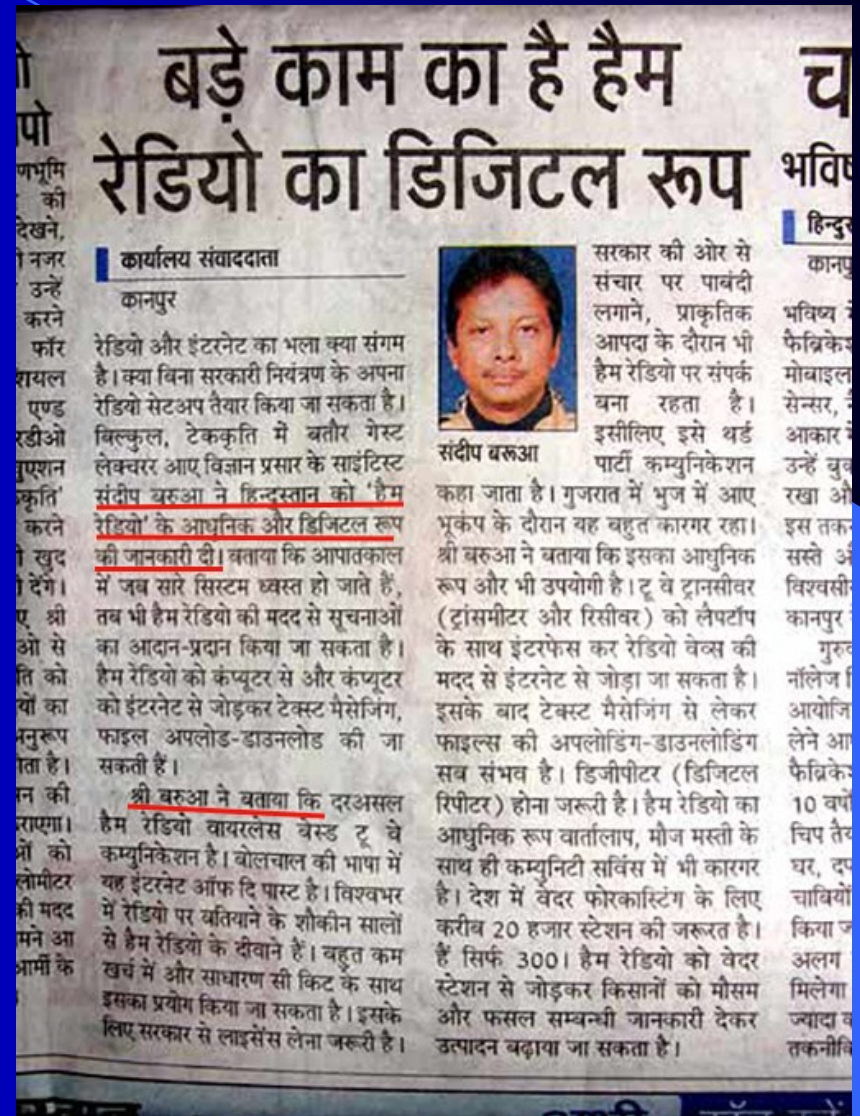 बड़े काम का है हैम
रेडियो का डिजिटल रूप
कार्यालय संवाददाता
कानपुर
रेडियो और इंटरनेट का भला क्या संगम
है। क्या बिना सरकारी नियंत्रण के अपना
रेडियो सेटअप तैयार किया जा सकता है।
बिल्कुल, टेककृति में बतौर गेस्ट
लेक्चरर आए विज्ञान प्रसार के साइंटिस्ट
संदीप बरुआ ने हिन्दुस्तान को 'हैम
रेडियो' के आधुनिक और डिजिटल रूप
की जानकारी दी। बताया कि आपातकाल
में जब सारे सिस्टम ध्वस्त हो जाते हैं,
तब भी हैम रेडियो की मदद से सूचनाओं
का आदान-प्रदान किया जा सकता है।
हैम रेडियो को कंप्यूटर से और कंप्यूटर
को इंटरनेट से जोड़कर टेक्स्ट मैसेजिंग,
फाइल अपलोड-डाउनलोड की जा
सकती हैं।
श्री बरुआ ने बताया कि दरअसल
हैम रेडियो वायरलेस बेस्ड टू वे
कम्युनिकेशन है। बोलचाल की भाषा में
यह इंटरनेट ऑफ दि पास्ट है। विश्वभर
में रेडियो पर बतियाने के शौकीन सालों
से हैम रेडियो के दीवाने हैं। बहुत कम
खर्च में और साधारण सी किट के साथ
इसका प्रयोग किया जा सकता है। इसके
लिए सरकार से लाइसेंस लेना जरूरी है।
संदीप बरूआ
सरकार की ओर से
संचार पर पाबंदी
लगाने, प्राकृतिक
आपदा के दौरान भी
हैम रेडियो पर संपर्क
बना रहता है।
इसीलिए इसे थर्ड
पार्टी कम्युनिकेशन
कहा जाता है। गुजरात में भुज में आए
भूकंप के दौरान यह बहुत कारगर रहा।
श्री बरुआ ने बताया कि इसका आधुनिक
रूप और भी उपयोगी है। टू वे ट्रानसीवर
(ट्रांसमीटर और रिसीवर) को लैपटॉप
के साथ इंटरफेस कर रेडियो वेव्स की
मदद से इंटरनेट से जोड़ा जा सकता है।
इसके बाद टेक्स्ट मैसेजिंग से लेकर
फाइल्स की अपलोडिंग-डाउनलोडिंग
सब संभव है। डिजीपीटर (डिजिटल
रिपीटर) होना जरूरी है। हैम रेडियो का
आधुनिक रूप वार्तालाप, मौज मस्ती के
साथ ही कम्युनिटी सर्विस में भी कारगर
है। देश में वेदर फोरकास्टिंग के लिए
करीब 20 हजार स्टेशन की जरूरत है।
हैं सिर्फ 300। हैम रेडियो को वेदर
स्टेशन से जोड़कर किसानों को मौसम
और फसल सम्बन्धी जानकारी देकर
उत्पादन बढ़ाया जा सकता है।